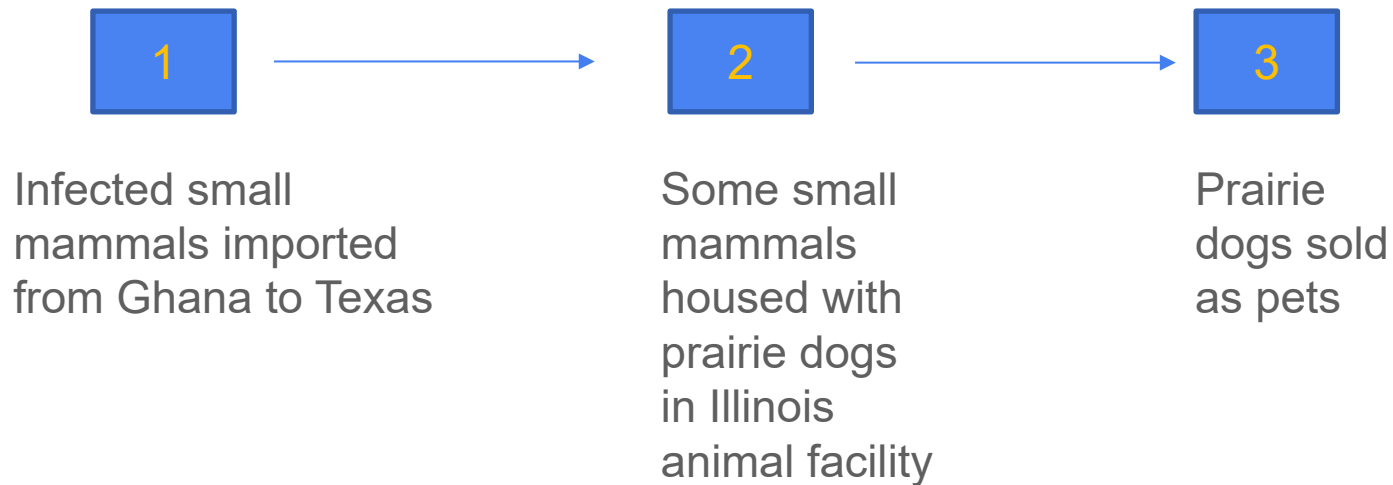 1
2
3
Infected small
mammals imported
from Ghana to Texas
Some small
mammals
housed with
prairie dogs
in Illinois
animal facility
Prairie
dogs sold
as pets